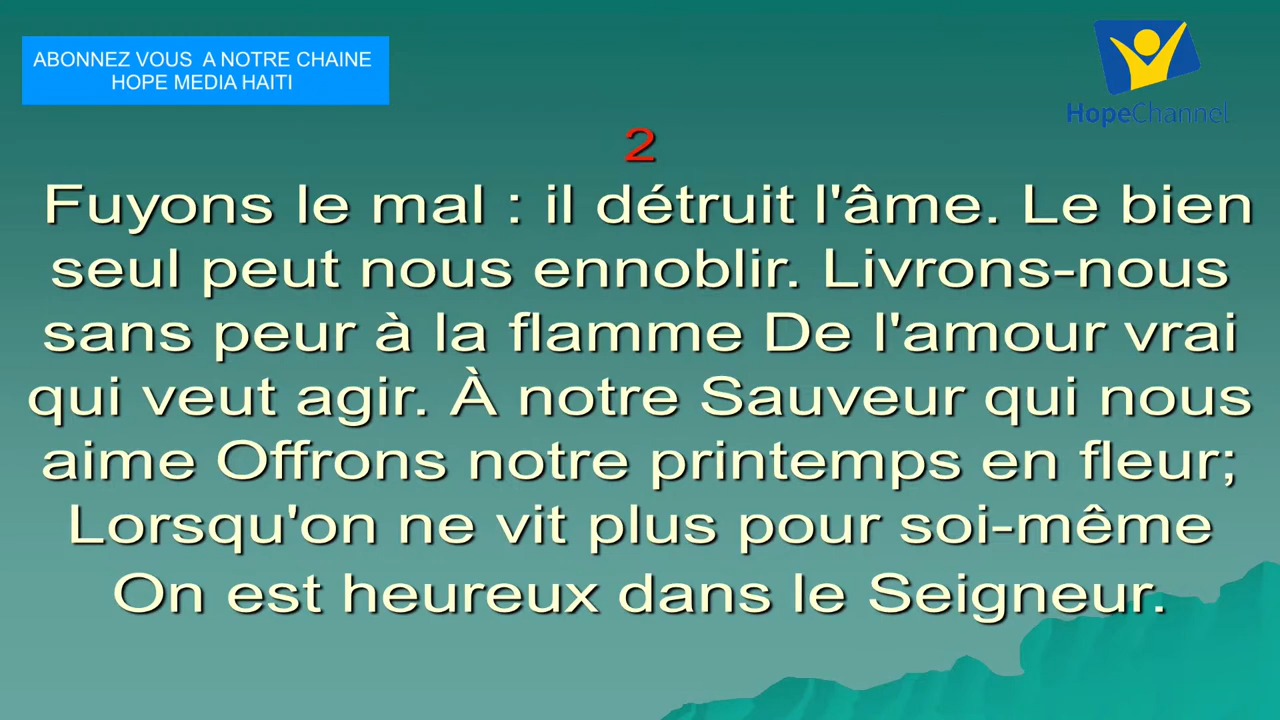 ABONNEZ VOUS A NOTRE CHAINE
HOPE MEDIA HAITI
HopeChannel
2
Fuyons le mal : il détruit l'âme. Le bien
seul peut nous ennoblir. Livrons-nous
sans peur à la flamme De l'amour vrai
qui veut agir. À notre Sauveur qui nous
aime Offrons notre printemps en fleur;
Lorsqu'on ne vit plus pour soi-même
On est heureux dans le Seigneur.